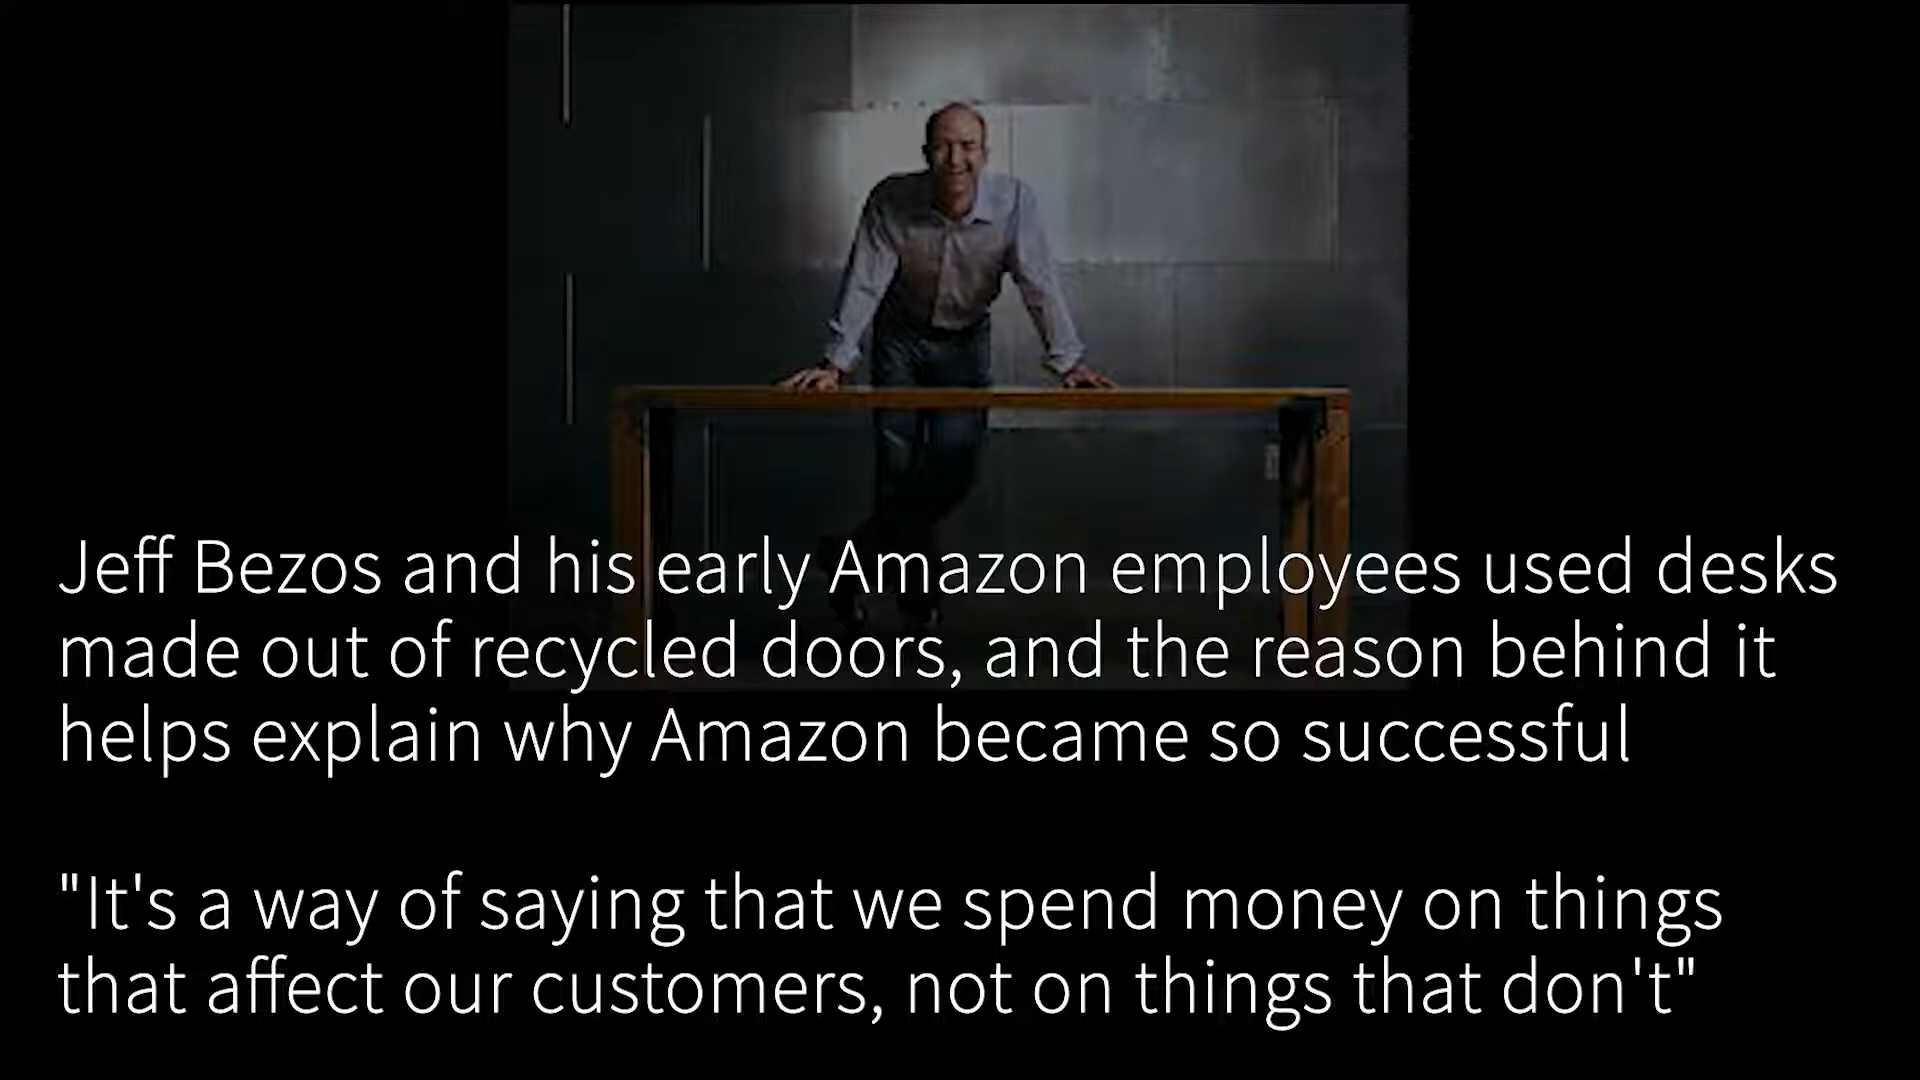 Jeff Bezos and his early Amazon employees used desks
made out of recycled doors, and the reason behind it
helps explain why Amazon became so successful
"It's a way of saying that we spend money on things
that affect our customers, not on things that don't"